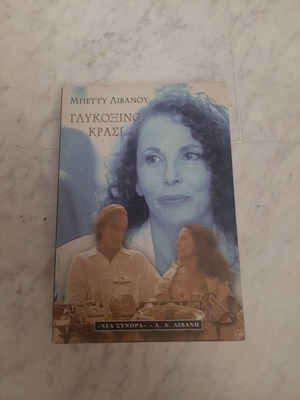 ΜΠΕΤΤΥ ΛΙΒΑΝΟΥ
ΓΛΥΚΟΞΙΝΟ
ΚΡΑΣΙ
«ΝΕΑ ΣΥΝΟΡΑ» - Α. Α. ΛΙΒΑΝΗ